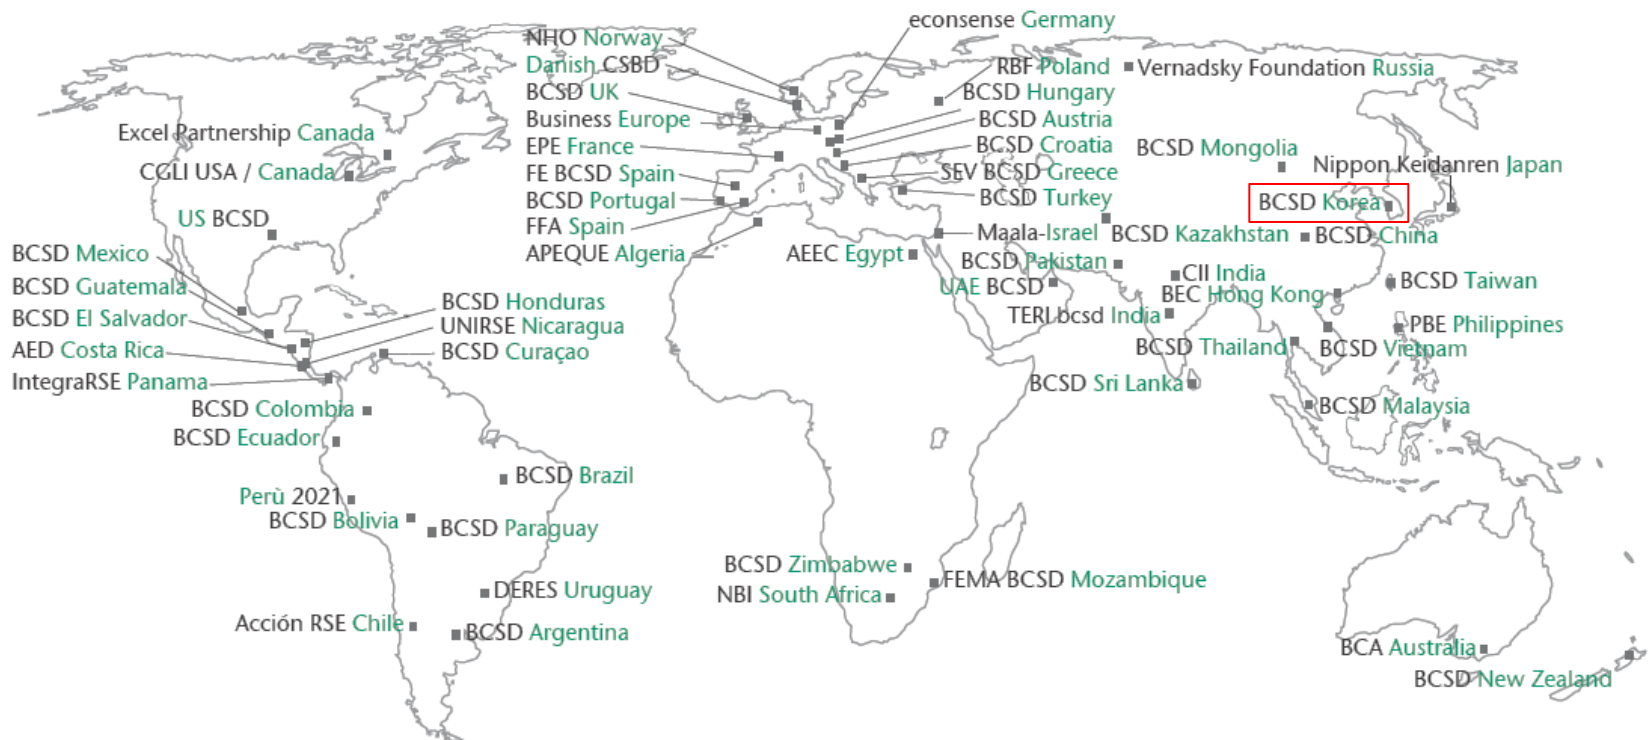 econsense Germany
NHO Norway
Danish CSBD
RBF Poland
Vernadsky Foundation Russia
BCSD UK
BCSD Hungary
Business Europe
BCSD Austria
Excel Partnership Canada
EPE France
BCSD Croatia
BCSD Mongolia
Nippon Keidanren Japan
CGLI USA / Canada
FE BCSD Spain
SEV BCSD Greece
BCSD Portugal
BCSD Turkey
BCSD Korea
US BCSD
FFA Spain
Maala-Israel
BCSD Kazakhstan
BCSD China
BCSD Mexico
APEQUE Algeria
AEEC Egypt
BCSD Pakistan
CII India
BCSD Guatemala
UAE BCSD
BEC Hong Kong
BCSD Taiwan
BCSD Honduras
BCSD El Salvador
UNIRSE Nicaragua
TERI bcsd India
PBE Philippines
AED Costa Rica
BCSD Curaçao
BCSD Thailand
BCSD Vietnam
IntegraRSE Panama
BCSD Sri Lanka
BCSD Colombia
BCSD Malaysia
BCSD Ecuador
BCSD Brazil
Perù 2021
BCSD Bolivia
BCSD Paraguay
BCSD Zimbabwe
FEMA BCSD Mozambique
DERES Uruguay
NBI South Africa
Acción RSE Chile
BCSD Argentina
BCA Australia
BCSD New Zealand